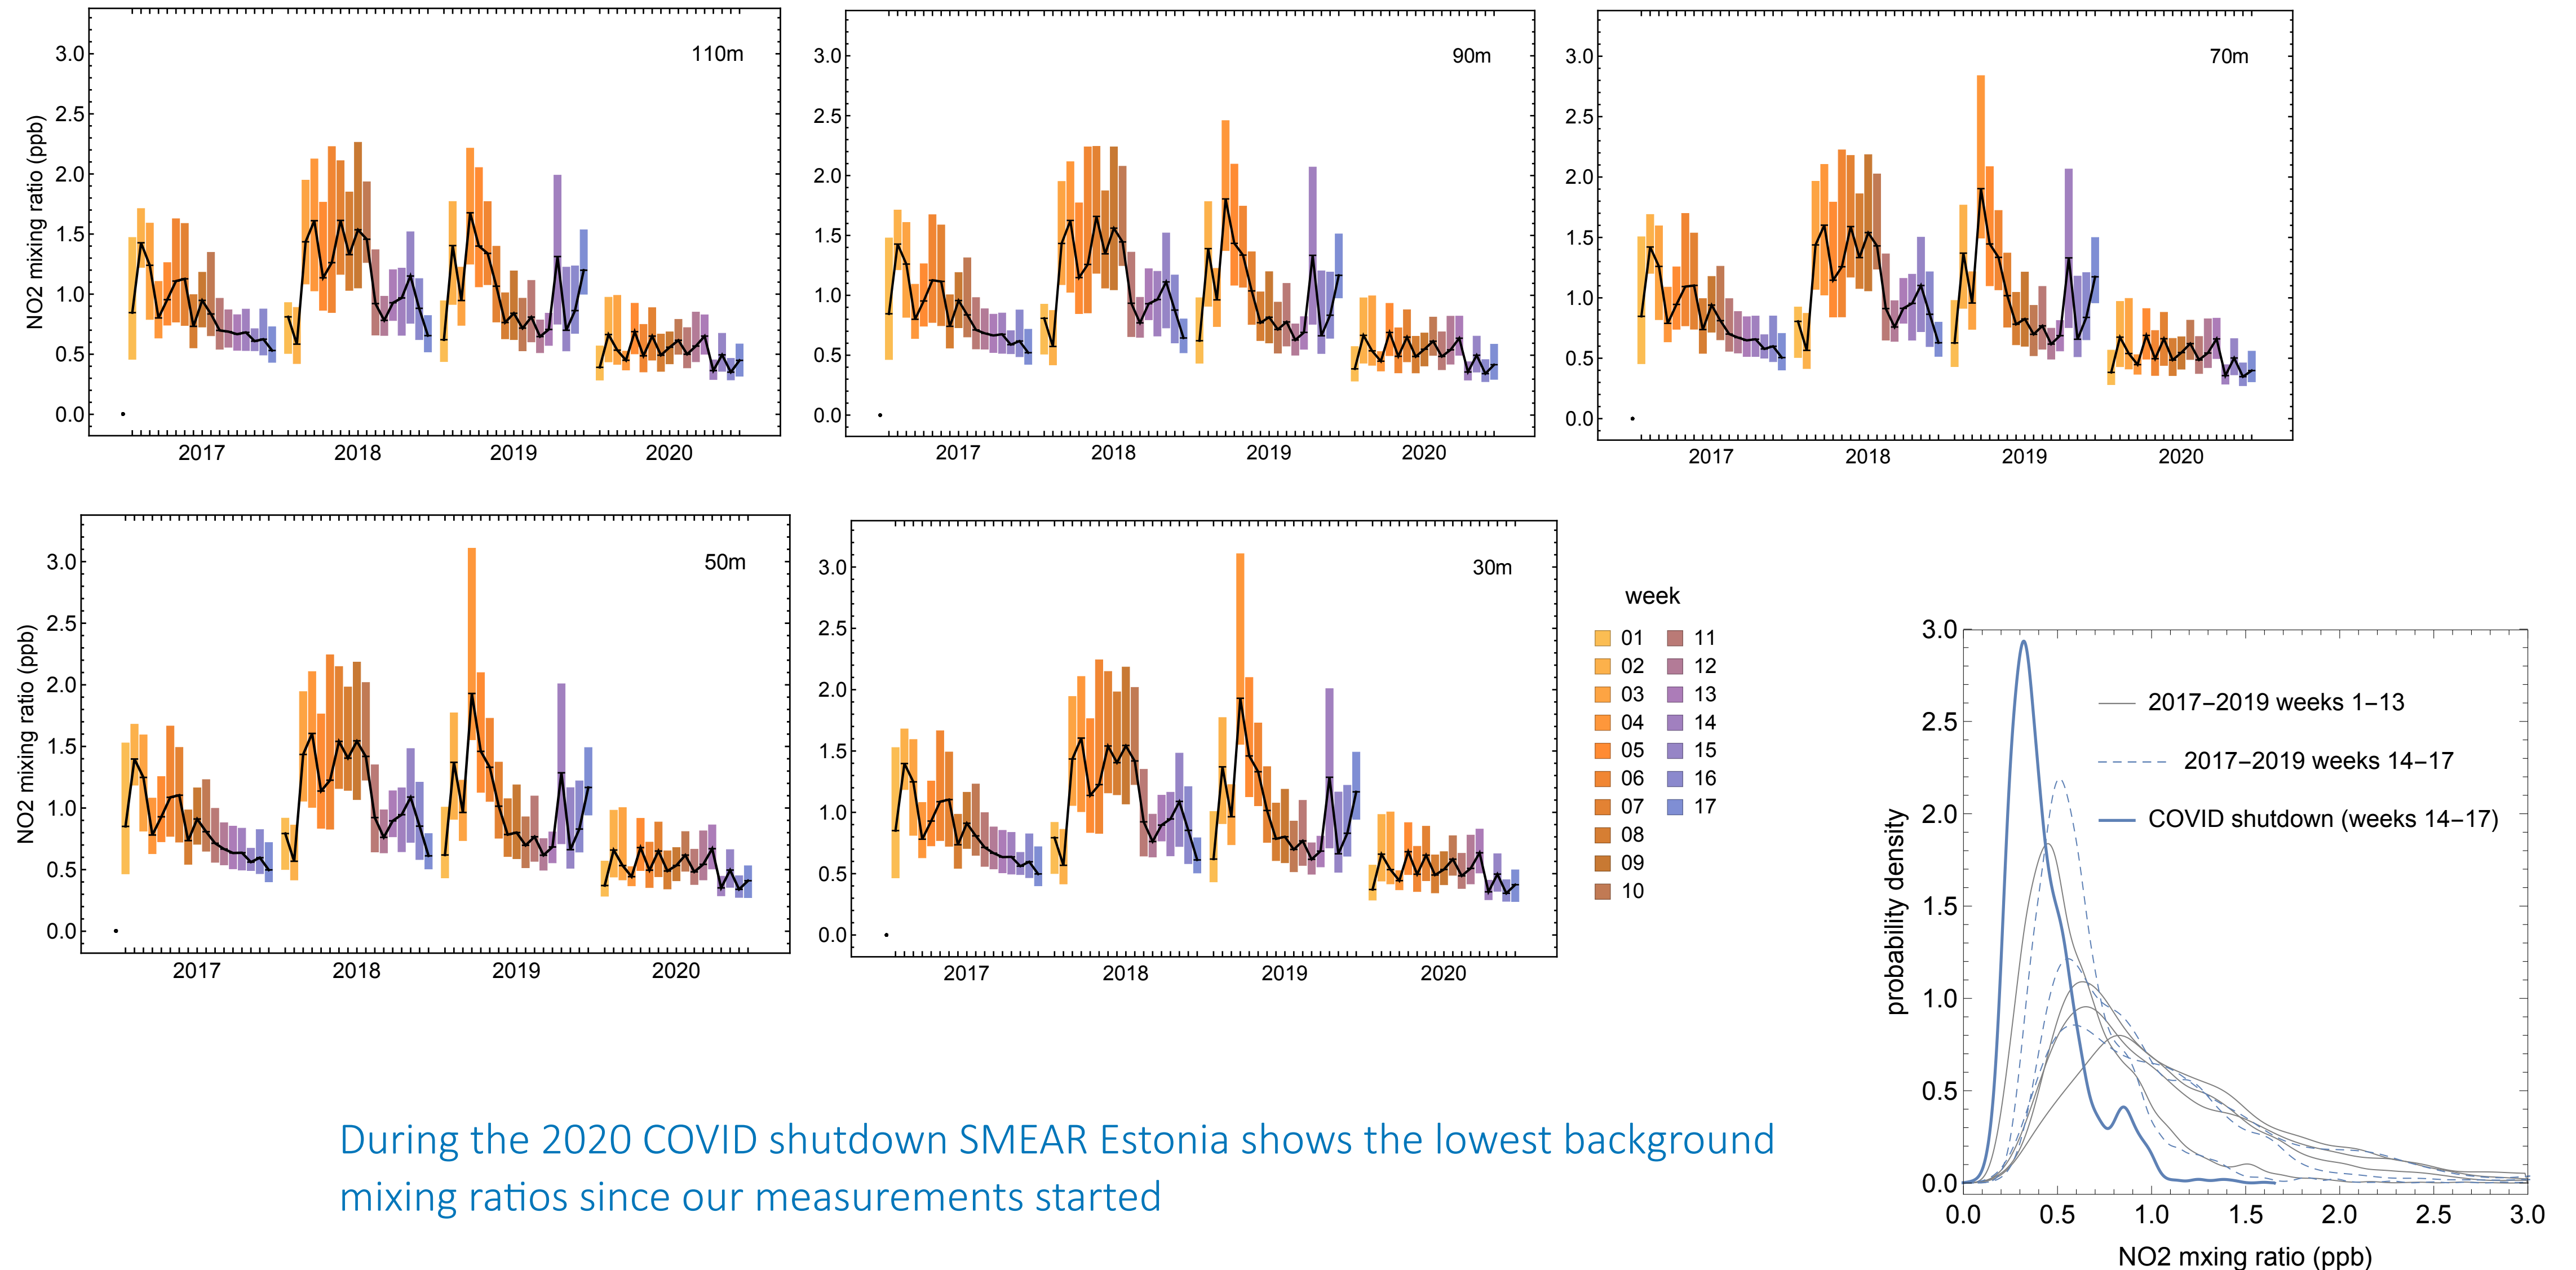 110m
NO2 mixing ratio (ppb)
3.0
2.5
2.0
1.5
1.0
0.5
0.0
2017 2018 2019 2020
90m
3.0
2.5
2.0
1.5
1.0
0.5
0.0
2017 2018 2019 2020
70m
3.0
2.5
2.0
1.5
1.0
0.5
0.0
2017 2018 2019 2020
50m
NO2 mixing ratio (ppb)
3.0
2.5
2.0
1.5
1.0
0.5
0.0
2017 2018 2019 2020
30m
3.0
2.5
2.0
1.5
1.0
0.5
0.0
2017 2018 2019 2020
week
01 11
02 12
03 13
04 14
05 15
06 16
07 17
08
09
10
2017–2019 weeks 1–13
2017–2019 weeks 14–17
COVID shutdown (weeks 14–17)
probability density
3.0
2.5
2.0
1.5
1.0
0.5
0.0
0.0 0.5 1.0 1.5 2.0 2.5 3.0
NO2 mxing ratio (ppb)
During the 2020 COVID shutdown SMEAR Estonia shows the lowest background
mixing ratios since our measurements started